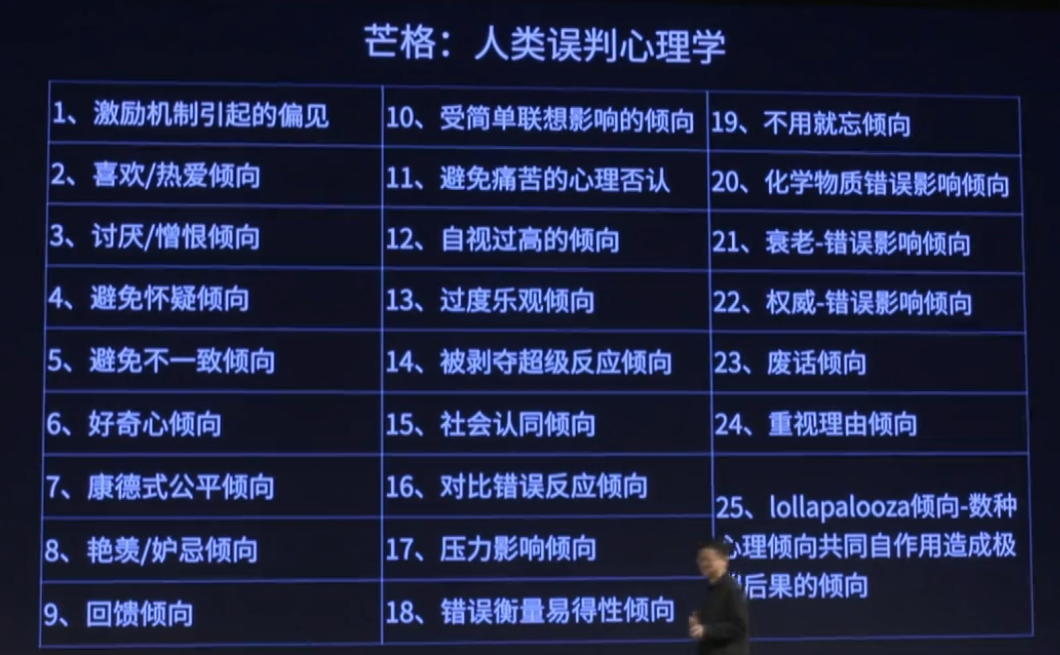 芒格：人类误判心理学
1、激励机制引起的偏见
2、喜欢/热爱倾向
3、讨厌/憎恨倾向
4、避免怀疑倾向
5、避免不一致倾向
6、好奇心倾向
7、康德式公平倾向
8、艳羡/妒忌倾向
9、回馈倾向
10、受简单联想影响的倾向
11、避免痛苦的心理否认
12、自视过高的倾向
13、过度乐观倾向
14、被剥夺超级反应倾向
15、社会认同倾向
16、对比错误反应倾向
17、压力影响倾向
18、错误衡量易得性倾向
19、不用就忘倾向
20、化学物质错误影响倾向
21、衰老-错误影响倾向
22、权威-错误影响倾向
23、废话倾向
24、重视理由倾向
25、lollapalooza倾向-数种
心理倾向共同自作用造成极
后果的倾向